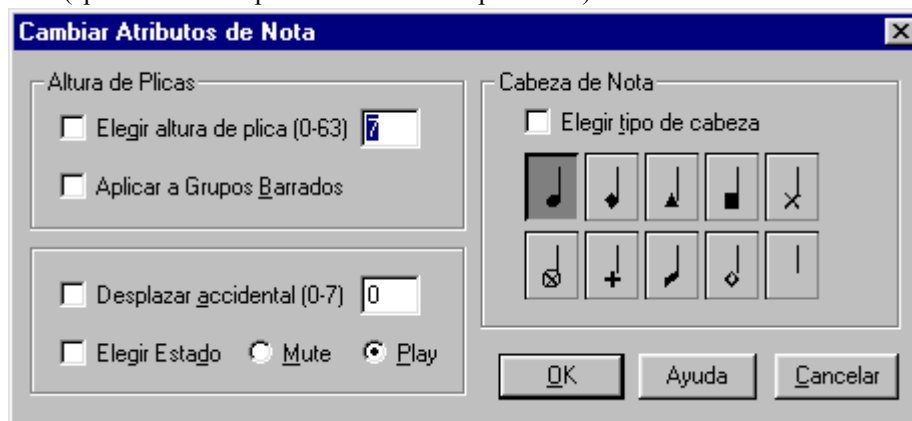 Cambiar Atributos de Nota
Altura de Plicas
Elegir altura de plica (0-63) 7
Aplicar a Grupos Barrados
Desplazar accidental (0-7) 0
Elegir Estado Mute Play
Cabeza de Nota
Elegir tipo de cabeza
OK Ayuda Cancelar